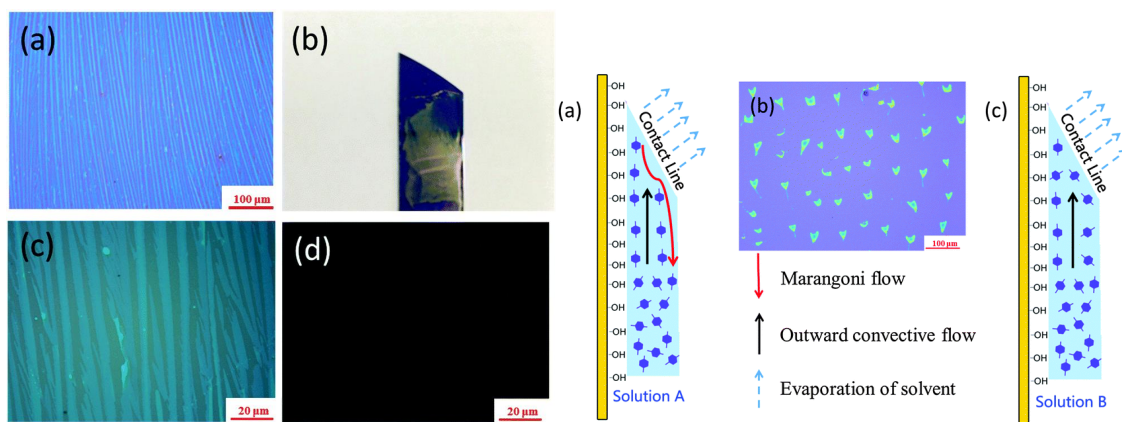 (a)
100 µm
(b)
(c)
20 µm
(d)
20 µm
(a)
-OH
-OH
-OH
-OH
-OH
-OH
-OH
-OH
-OH
-OH
-OH
-OH
-OH
-OH
Contact Line
Solution A
(b)
100 µm
Marangoni flow
Outward convective flow
Evaporation of solvent
(c)
-OH
-OH
-OH
-OH
-OH
-OH
-OH
-OH
-OH
-OH
-OH
-OH
-OH
-OH
Contact Line
Solution B